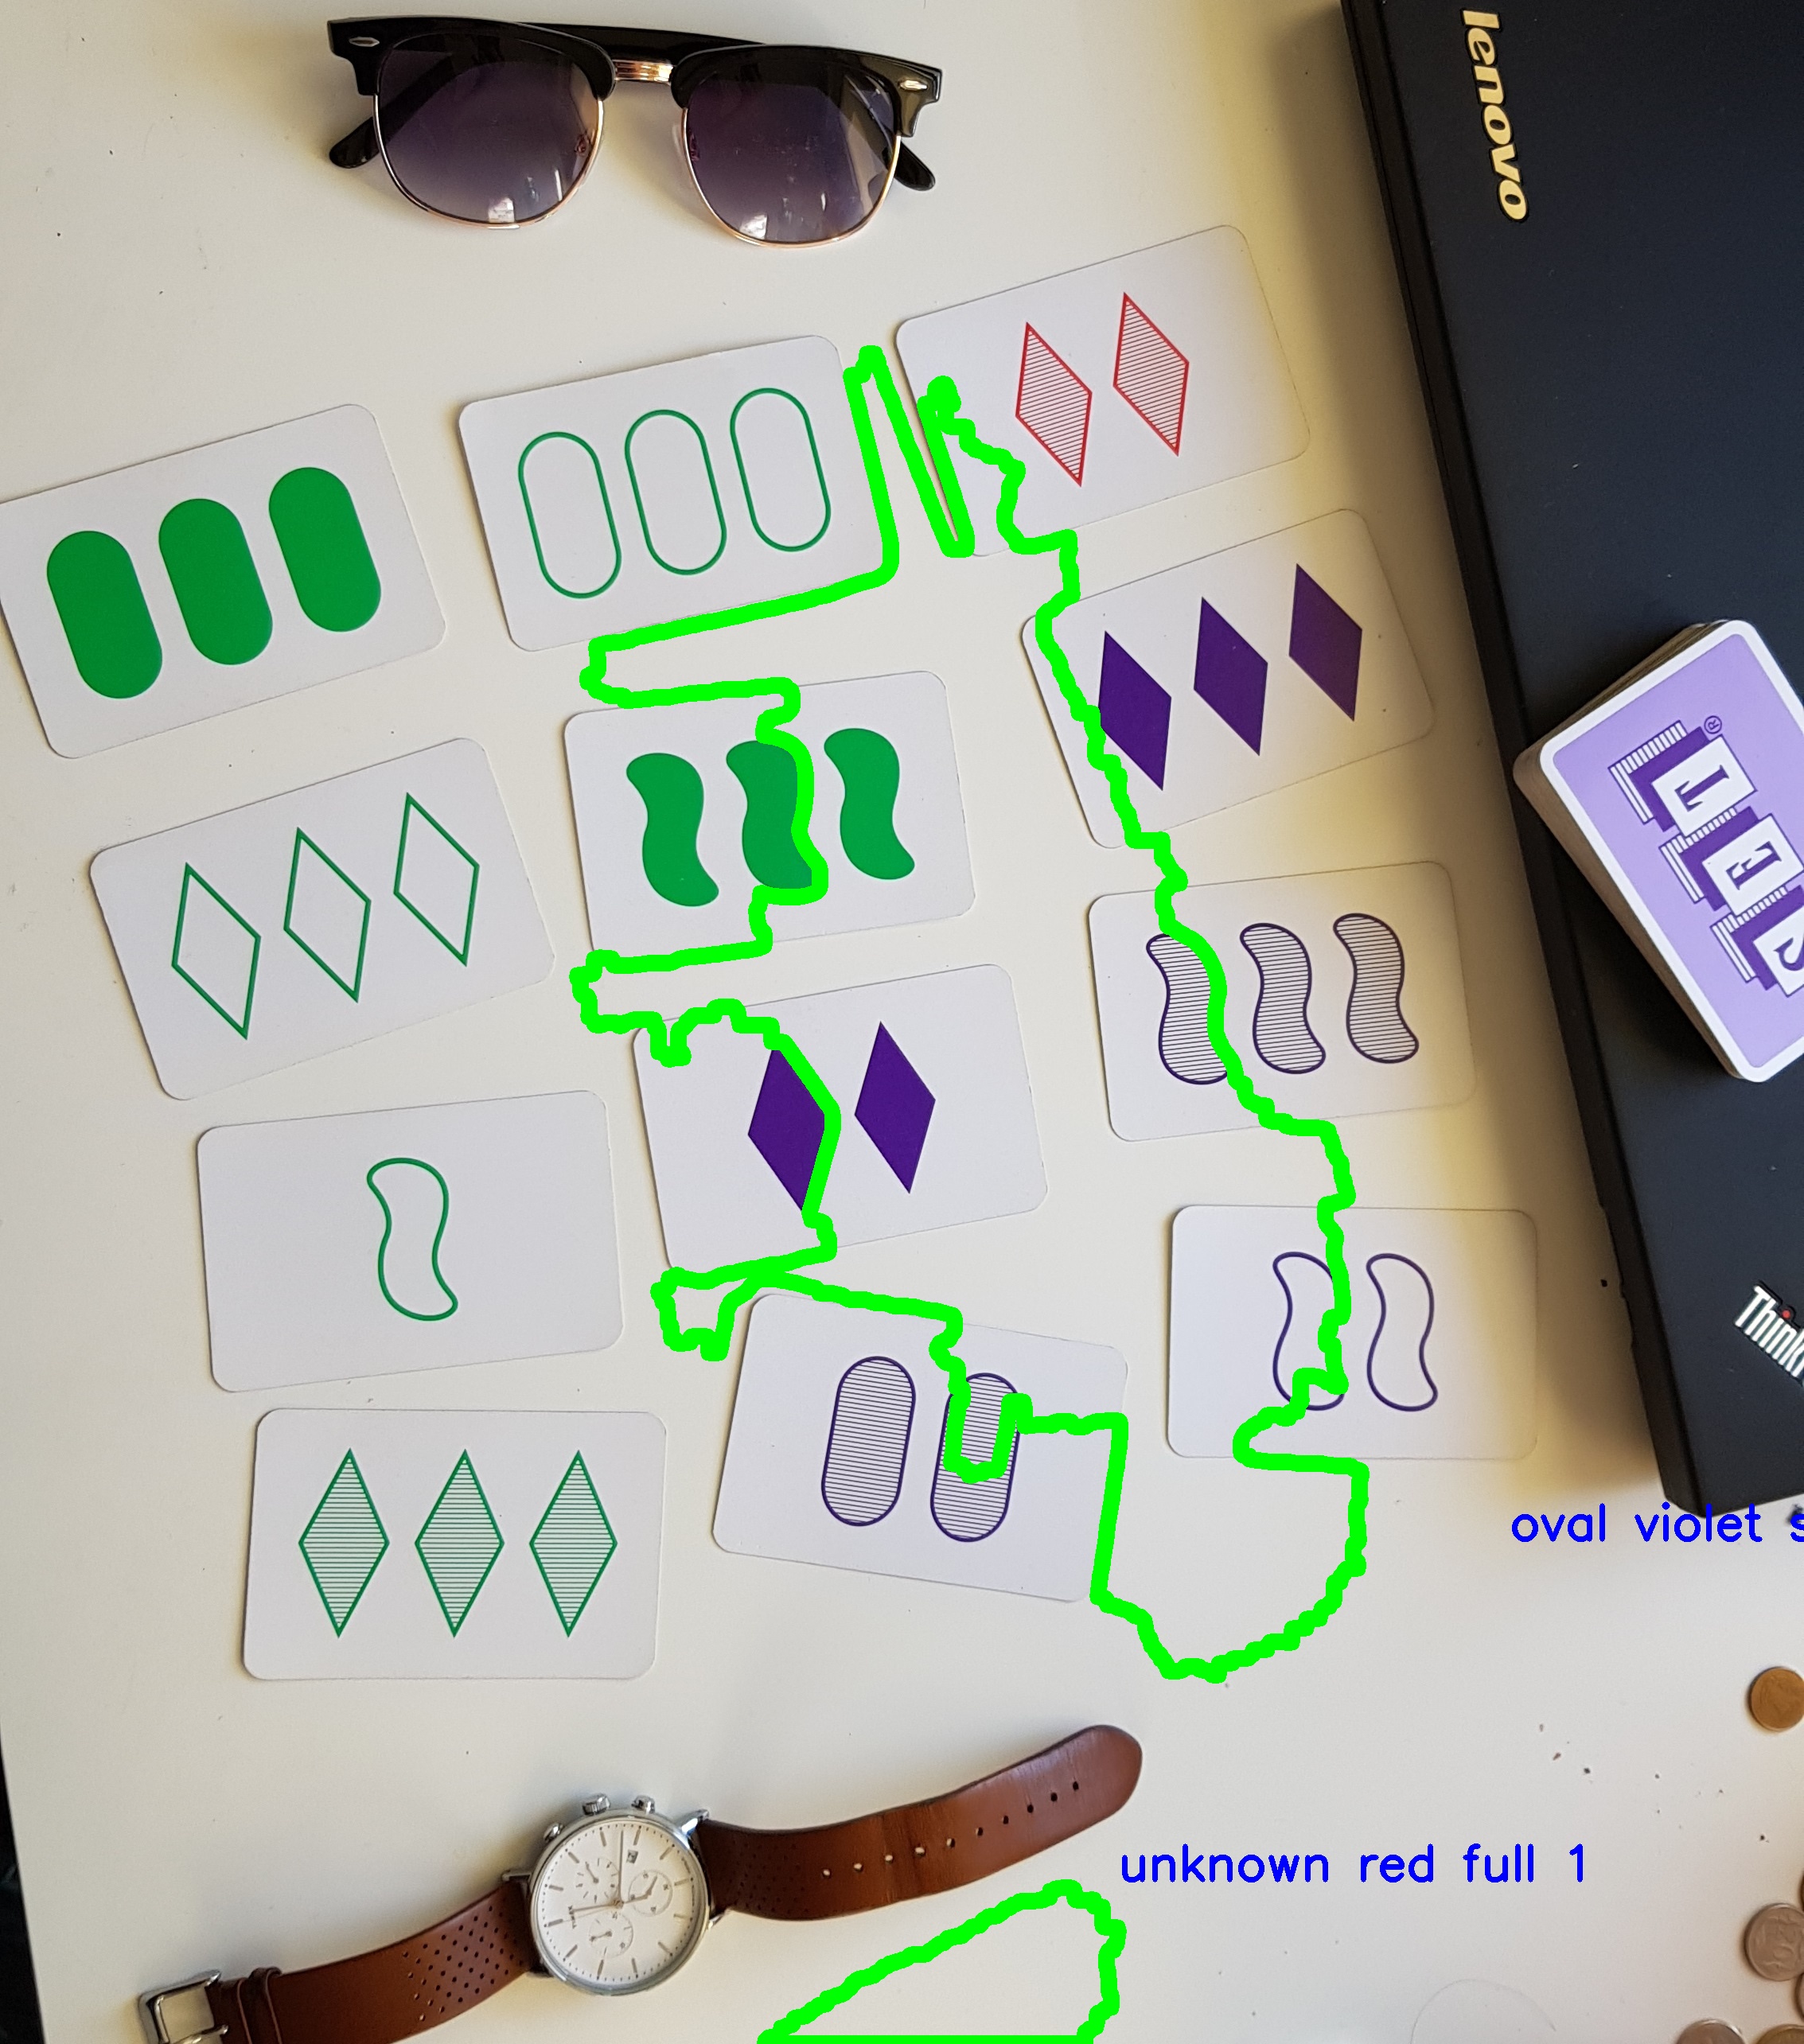 lenovo
SET®
Think
oval violet s
unknown red full 1